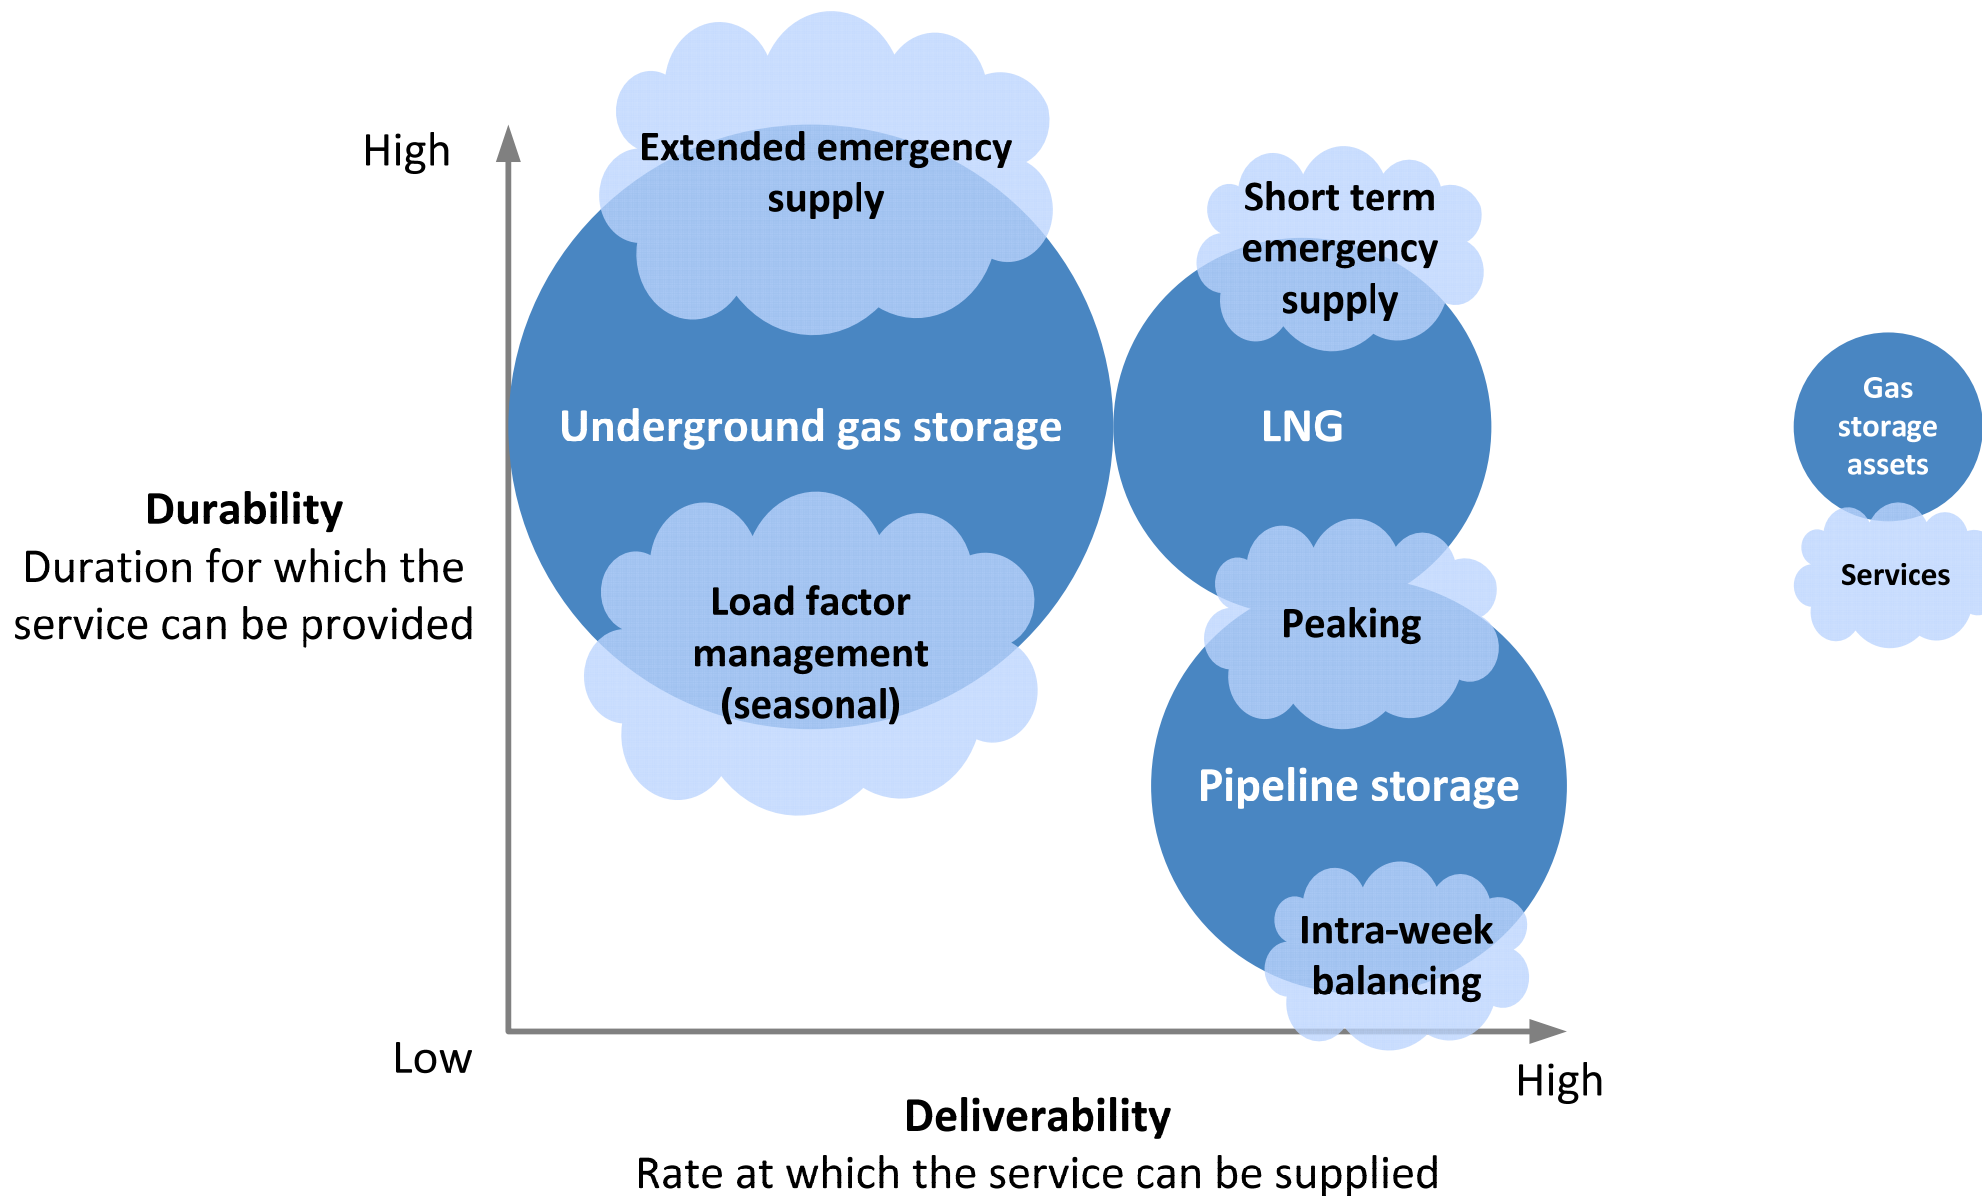 High
Extended emergency
supply
Short term
emergency
supply
Underground gas storage
LNG
Gas
storage
assets
Services
Durability
Duration for which the
service can be provided
Load factor
management
(seasonal)
Peaking
Pipeline storage
Intra-week
balancing
Low
High
Deliverability
Rate at which the service can be supplied